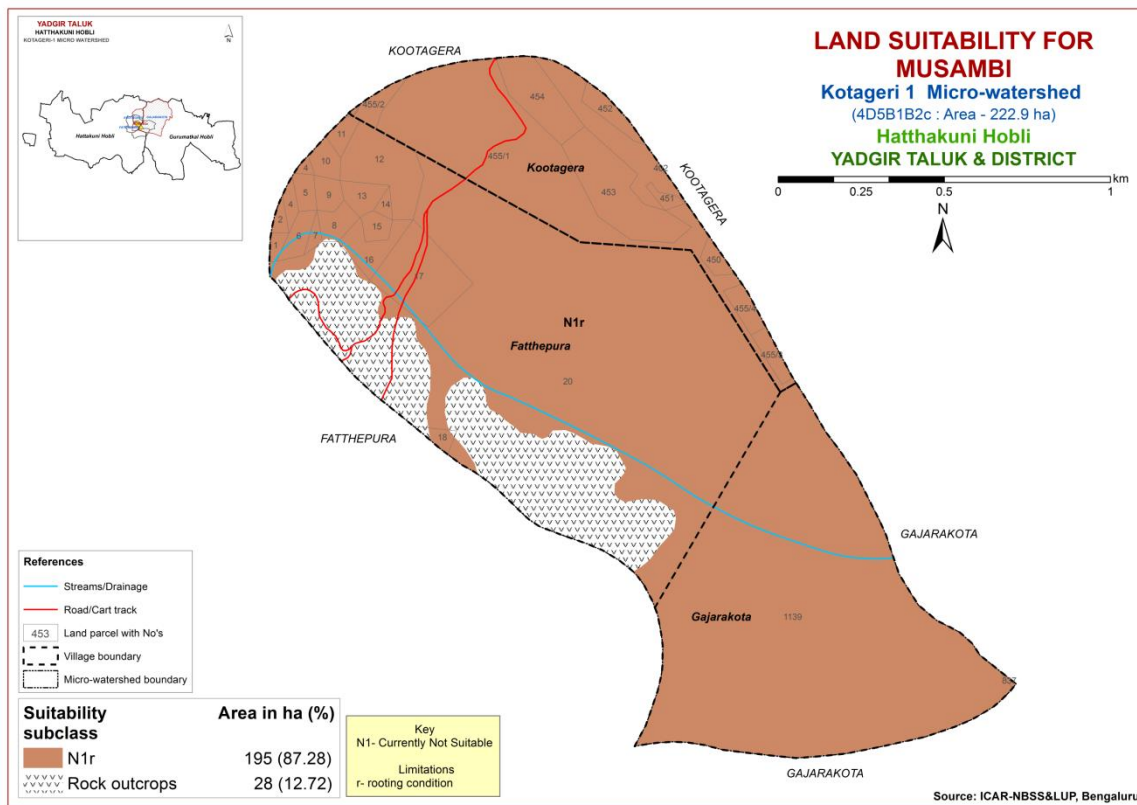 YADGIR TALUK
HATTHAKUNI HOBLI
KOTAGERI-1 MICRO WATERSHED
N
Hattakuni Hobli
Gurumatkal Hobli
LAND SUITABILITY FOR
MUSAMBI
Kotageri 1 Micro-watershed
(4D5B1B2c : Area - 222.9 ha)
Hatthakuni Hobli
YADGIR TALUK & DISTRICT
km
0 0.25 0.5 1
N
KOOTAGERA
455/2
454
452
11
455/1
12
10
Kootagera
462
KOOTAGERA
4
453
451
5
9
13
14
4
2
8
15
6
7
1
16
450
17
455/4
N1r
Fatthepura
455/3
20
FATTHEPURA
18
GAJARAKOTA
Gajarakota
1139
837
GAJARAKOTA
References
Streams/Drainage
Road/Cart track
453 Land parcel with No's
Village boundary
Micro-watershed boundary
Suitability subclass
Area in ha (%)
N1r 195 (87.28)
Rock outcrops 28 (12.72)
Key
N1- Currently Not Suitable
Limitations
r- rooting condition
Source: ICAR-NBSS&LUP, Bengaluru